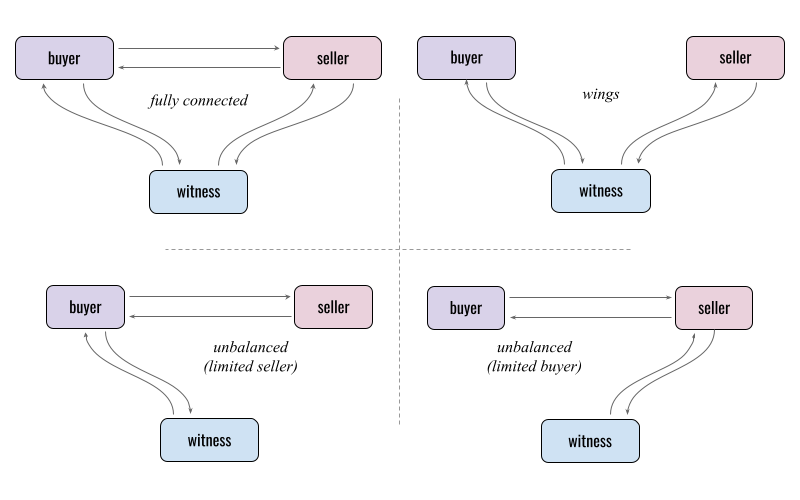 buyer
seller
fully connected
witness
buyer
seller
wings
witness
buyer
seller
unbalanced
(limited seller)
witness
buyer
seller
unbalanced
(limited buyer)
witness